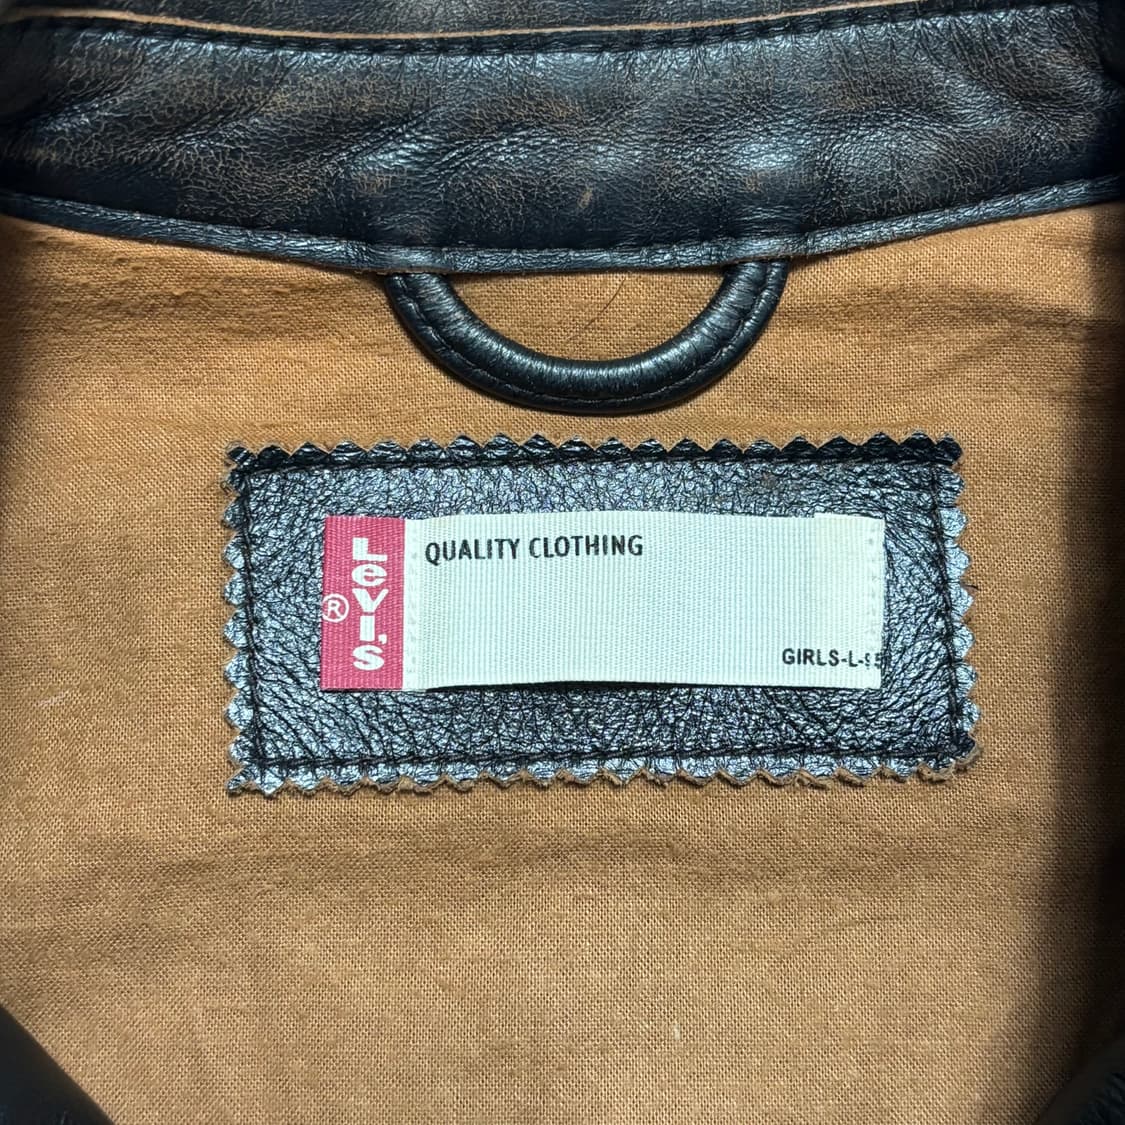 Levi's
®
QUALITY CLOTHING
GIRLS-L-